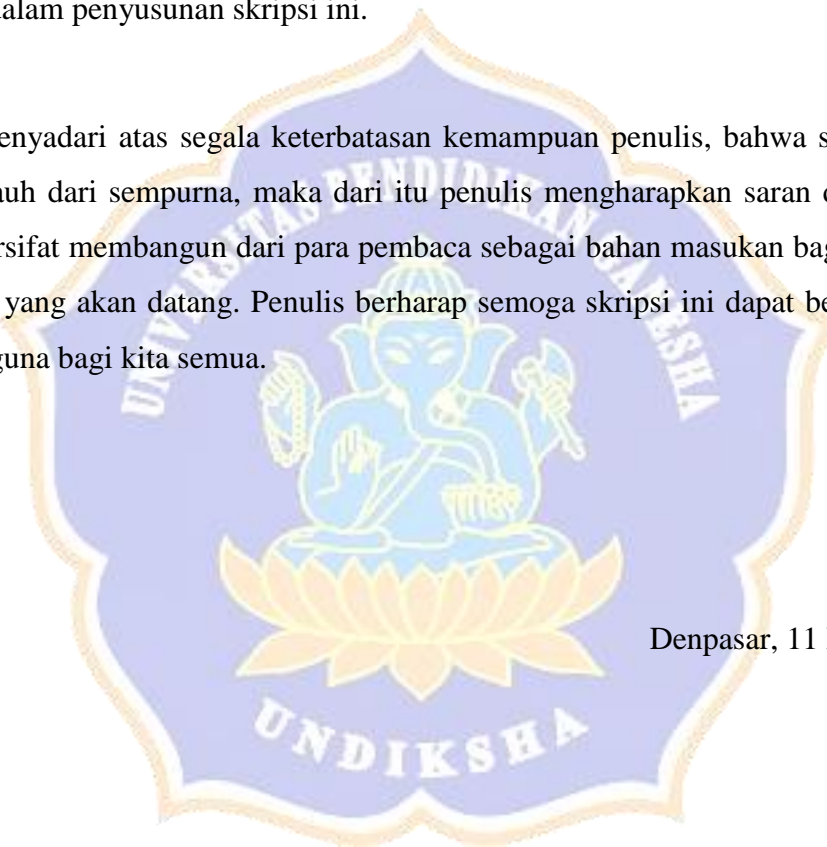 dalam penyusunan skripsi ini.
enyadari atas segala keterbatasan kemampuan penulis, bahwa s
auh dari sempurna, maka dari itu penulis mengharapkan saran d
rsifat membangun dari para pembaca sebagai bahan masukan bag
yang akan datang. Penulis berharap semoga skripsi ini dapat be
guna bagi kita semua.
Denpasar, 11
UNIVERSITAS PENDIDIKAN GANESHA
UNDIKSHA